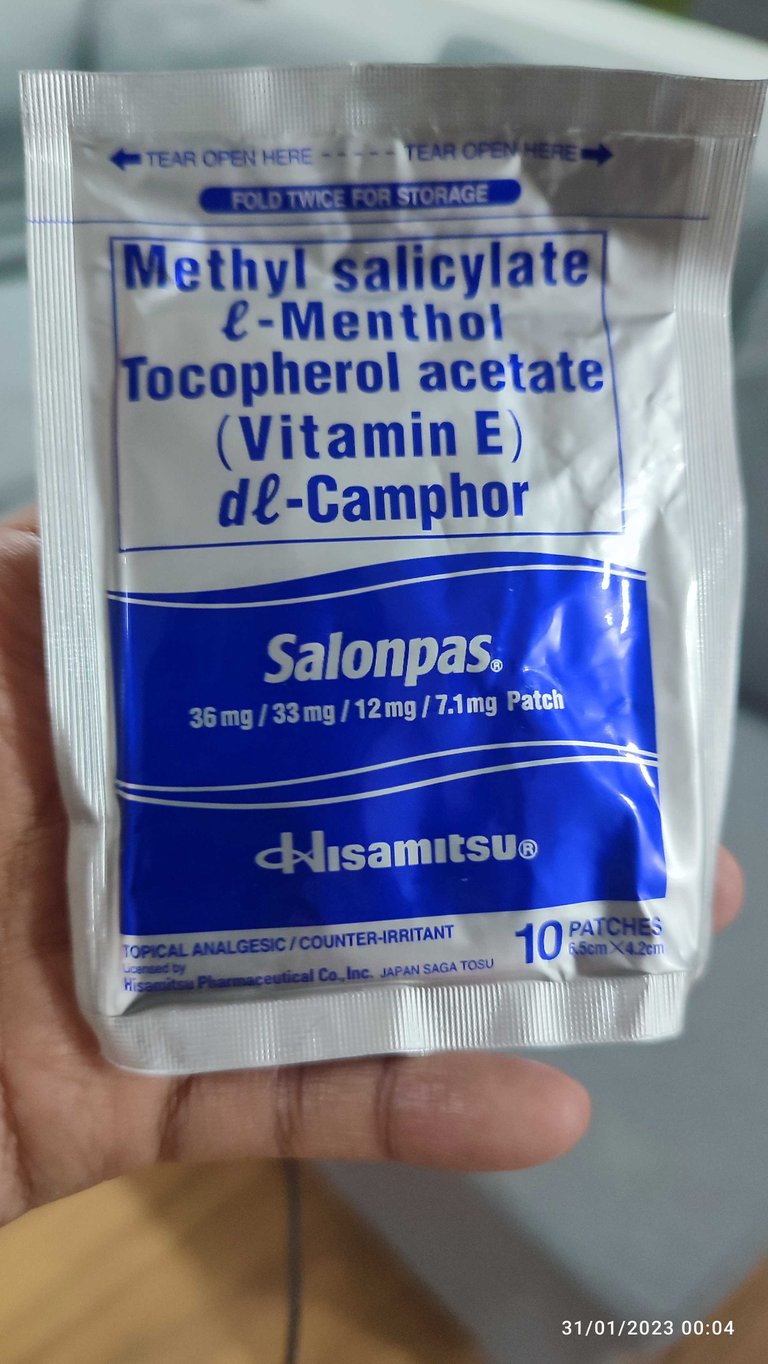 TEAR OPEN HERE ----- TEAR OPEN HERE
FOLD TWICE FOR STORAGE
Methyl salicylate
ℓ-Menthol
Tocopherol acetate
(Vitamin E)
dℓ-Camphor
Salonpas®
36 mg / 33 mg / 12 mg / 7.1 mg Patch
Hisamitsu®
TOPICAL ANALGESIC / COUNTER-IRRITANT
10 PATCHES
6.5cm×4.2cm
Licensed by
Hisamitsu Pharmaceutical Co., Inc. JAPAN SAGA TOSU
31/01/2023 00:04